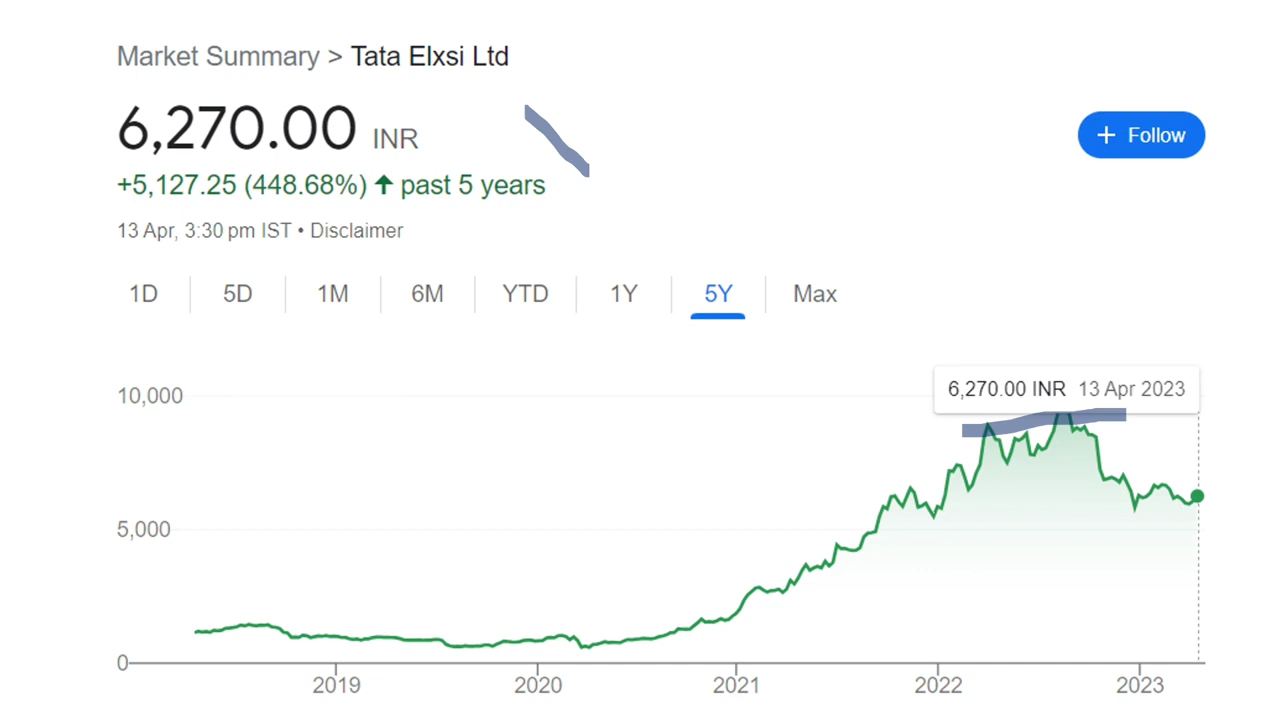 Market Summary > Tata Elxsi Ltd
6,270.00 INR
+ Follow
+5,127.25 (448.68%) ↑ past 5 years
13 Apr, 3:30 pm IST • Disclaimer
1D 5D 1M 6M YTD 1Y 5Y Max
10,000
6,270.00 INR 13 Apr 2023
5,000
0
2019 2020 2021 2022 2023